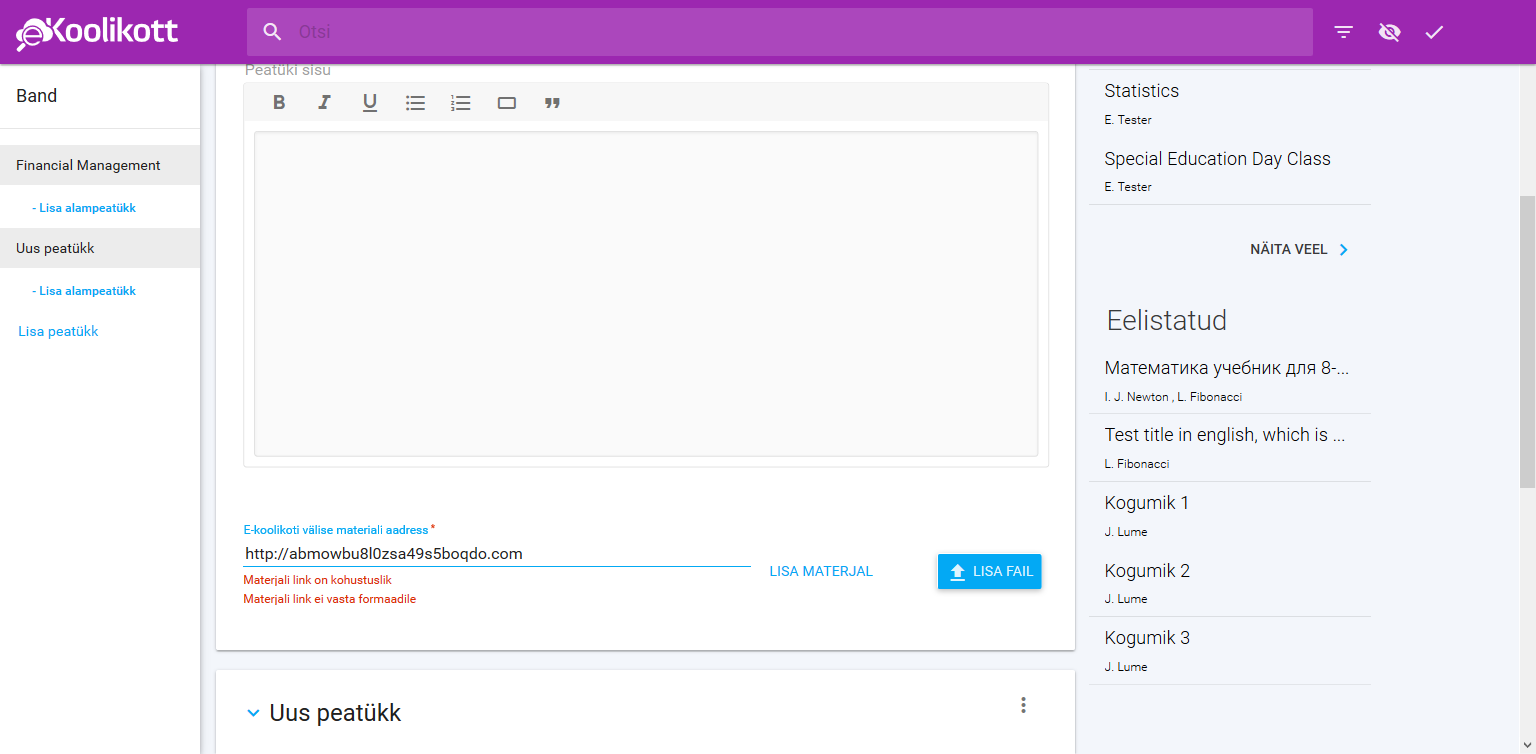 eKoolikott
Otsi
Band
Financial Management
- Lisa alampeatükk
Uus peatükk
- Lisa alampeatükk
Lisa peatükk
Peatüki sisu
E-koolikoti välise materiali aadress *
http://abmowbu8l0zsa49s5boqdo.com
Materjali link on kohustuslik
Materjali link ei vasta formaadile
LISA MATERJAL
LISA FAIL
Uus peatükk
Statistics
E. Tester
Special Education Day Class
E. Tester
NÄITA VEEL
Eelistatud
Математика учебник для 8-...
I. J. Newton , L. Fibonacci
Test title in english, which is ...
L. Fibonacci
Kogumik 1
J. Lume
Kogumik 2
J. Lume
Kogumik 3
J. Lume